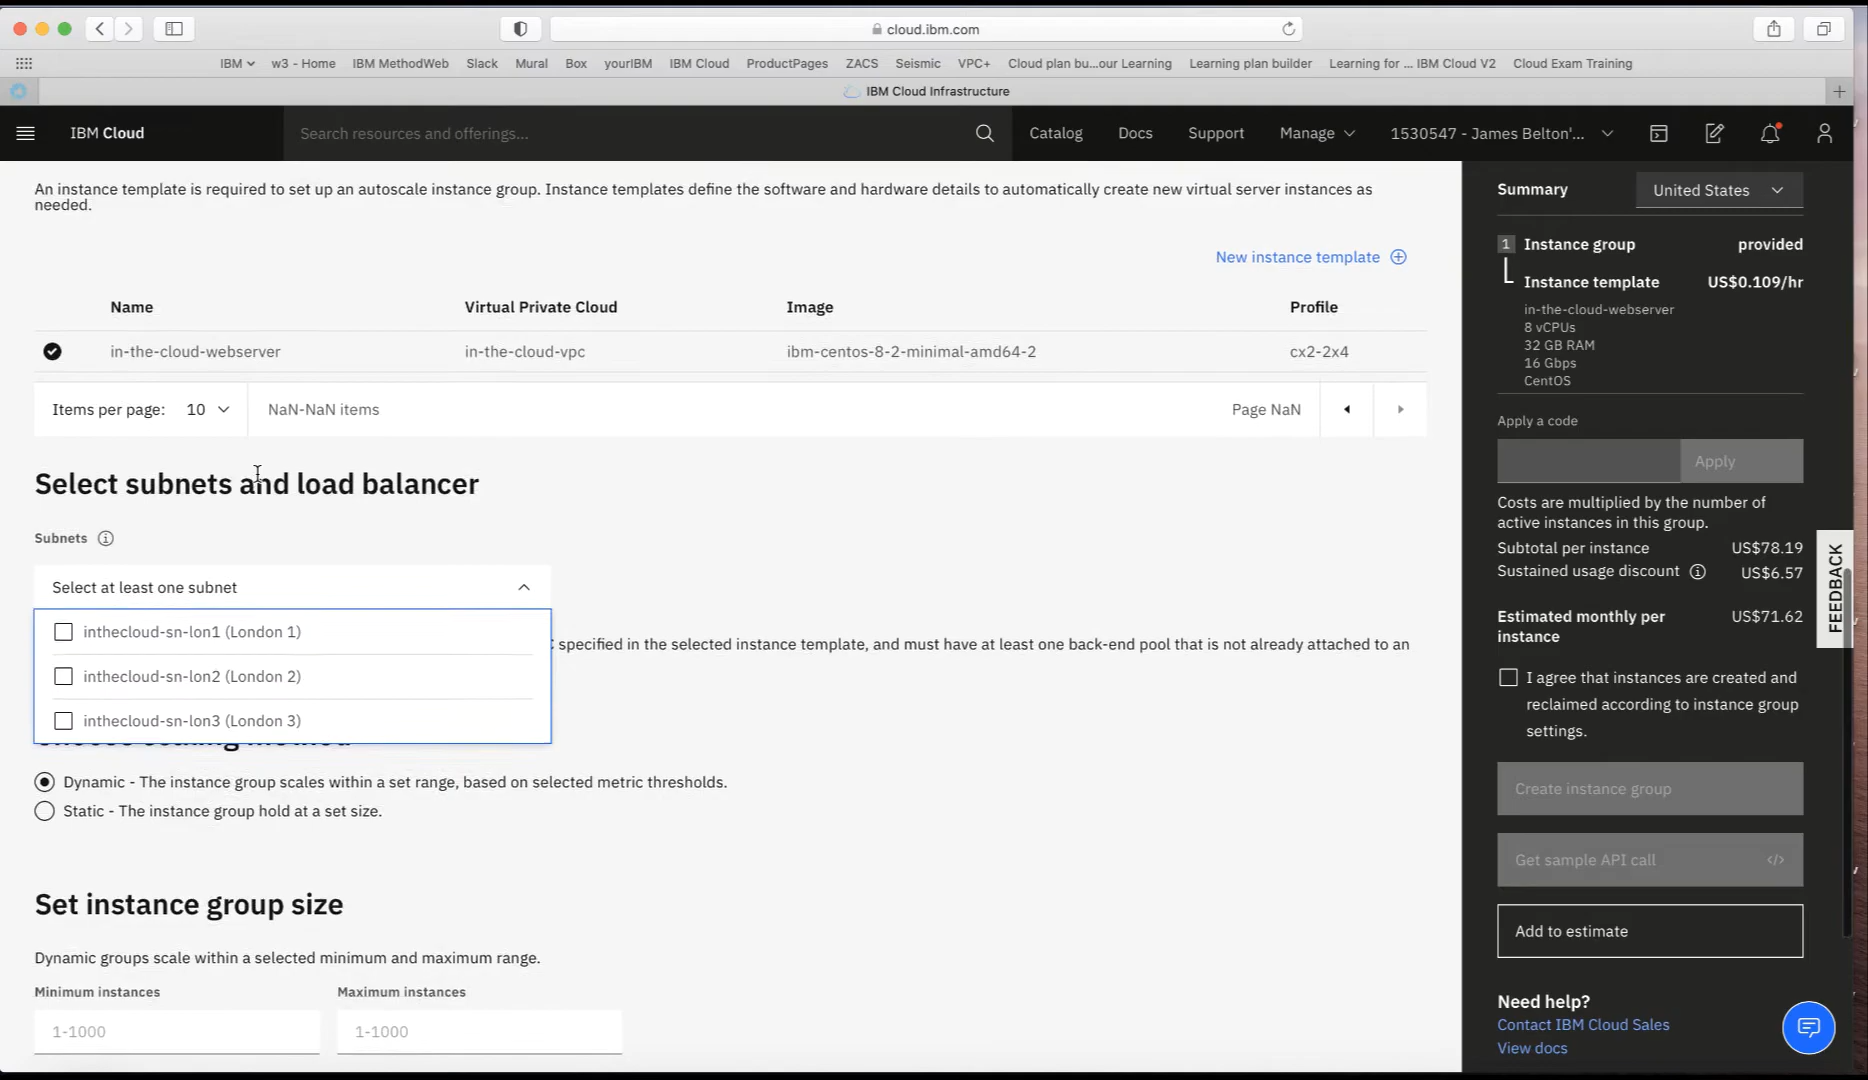 cloud.ibm.com
IBM
w3 - Home
IBM MethodWeb
Slack
Mural
Box
yourIBM
IBM Cloud
ProductPages
ZACS
Seismic
VPC+
Cloud plan bu...our Learning
Learning plan builder
Learning for ... IBM Cloud V2
Cloud Exam Training
IBM Cloud Infrastructure
IBM Cloud
Search resources and offerings...
Catalog
Docs
Support
Manage
1530547 - James Belton'...
An instance template is required to set up an autoscale instance group. Instance templates define the software and hardware details to automatically create new virtual server instances as
needed.
New instance template
Name
Virtual Private Cloud
Image
Profile
in-the-cloud-webserver
in-the-cloud-vpc
ibm-centos-8-2-minimal-amd64-2
cx2-2x4
Items per page: 10
NaN-NaN items
Page NaN
Select subnets and load balancer
Subnets
Select at least one subnet
inthecloud-sn-lon1 (London 1)
inthecloud-sn-lon2 (London 2)
inthecloud-sn-lon3 (London 3)
specified in the selected instance template, and must have at least one back-end pool that is not already attached to an
Dynamic - The instance group scales within a set range, based on selected metric thresholds.
Static - The instance group hold at a set size.
Set instance group size
Dynamic groups scale within a selected minimum and maximum range.
Minimum instances
Maximum instances
1-1000
1-1000
Summary
United States
1 Instance group provided
Instance template US$0.109/hr
in-the-cloud-webserver
8 vCPUs
32 GB RAM
16 Gbps
CentOS
Apply a code
Apply
Costs are multiplied by the number of
active instances in this group.
Subtotal per instance US$78.19
Sustained usage discount US$6.57
Estimated monthly per US$71.62
instance
I agree that instances are created and
reclaimed according to instance group
settings.
Create instance group
Get sample API call </>
Add to estimate
Need help?
Contact IBM Cloud Sales
View docs
FEEDBACK